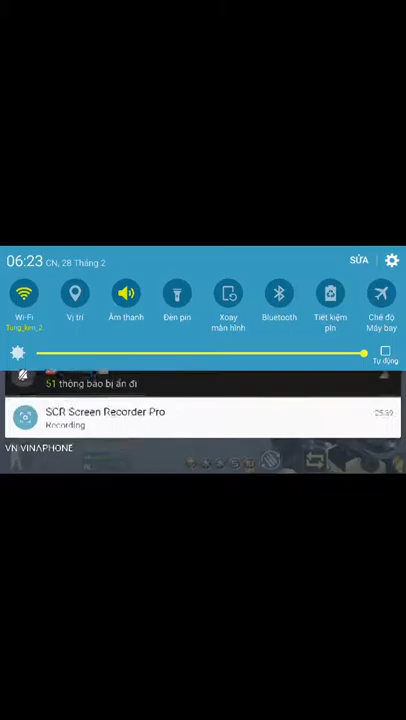 06:23 CN, 28 Tháng 2
SỬA
Wi-Fi
Tung_km_2
Vị trí
Âm thanh
Đèn pin
Xoay màn hình
Bluetooth
Tiết kiệm pin
Chế độ Máy bay
Tự động
51 thông báo bị ẩn đi
SCR Screen Recorder Pro
25:39
Recording
VN VINAPHONE